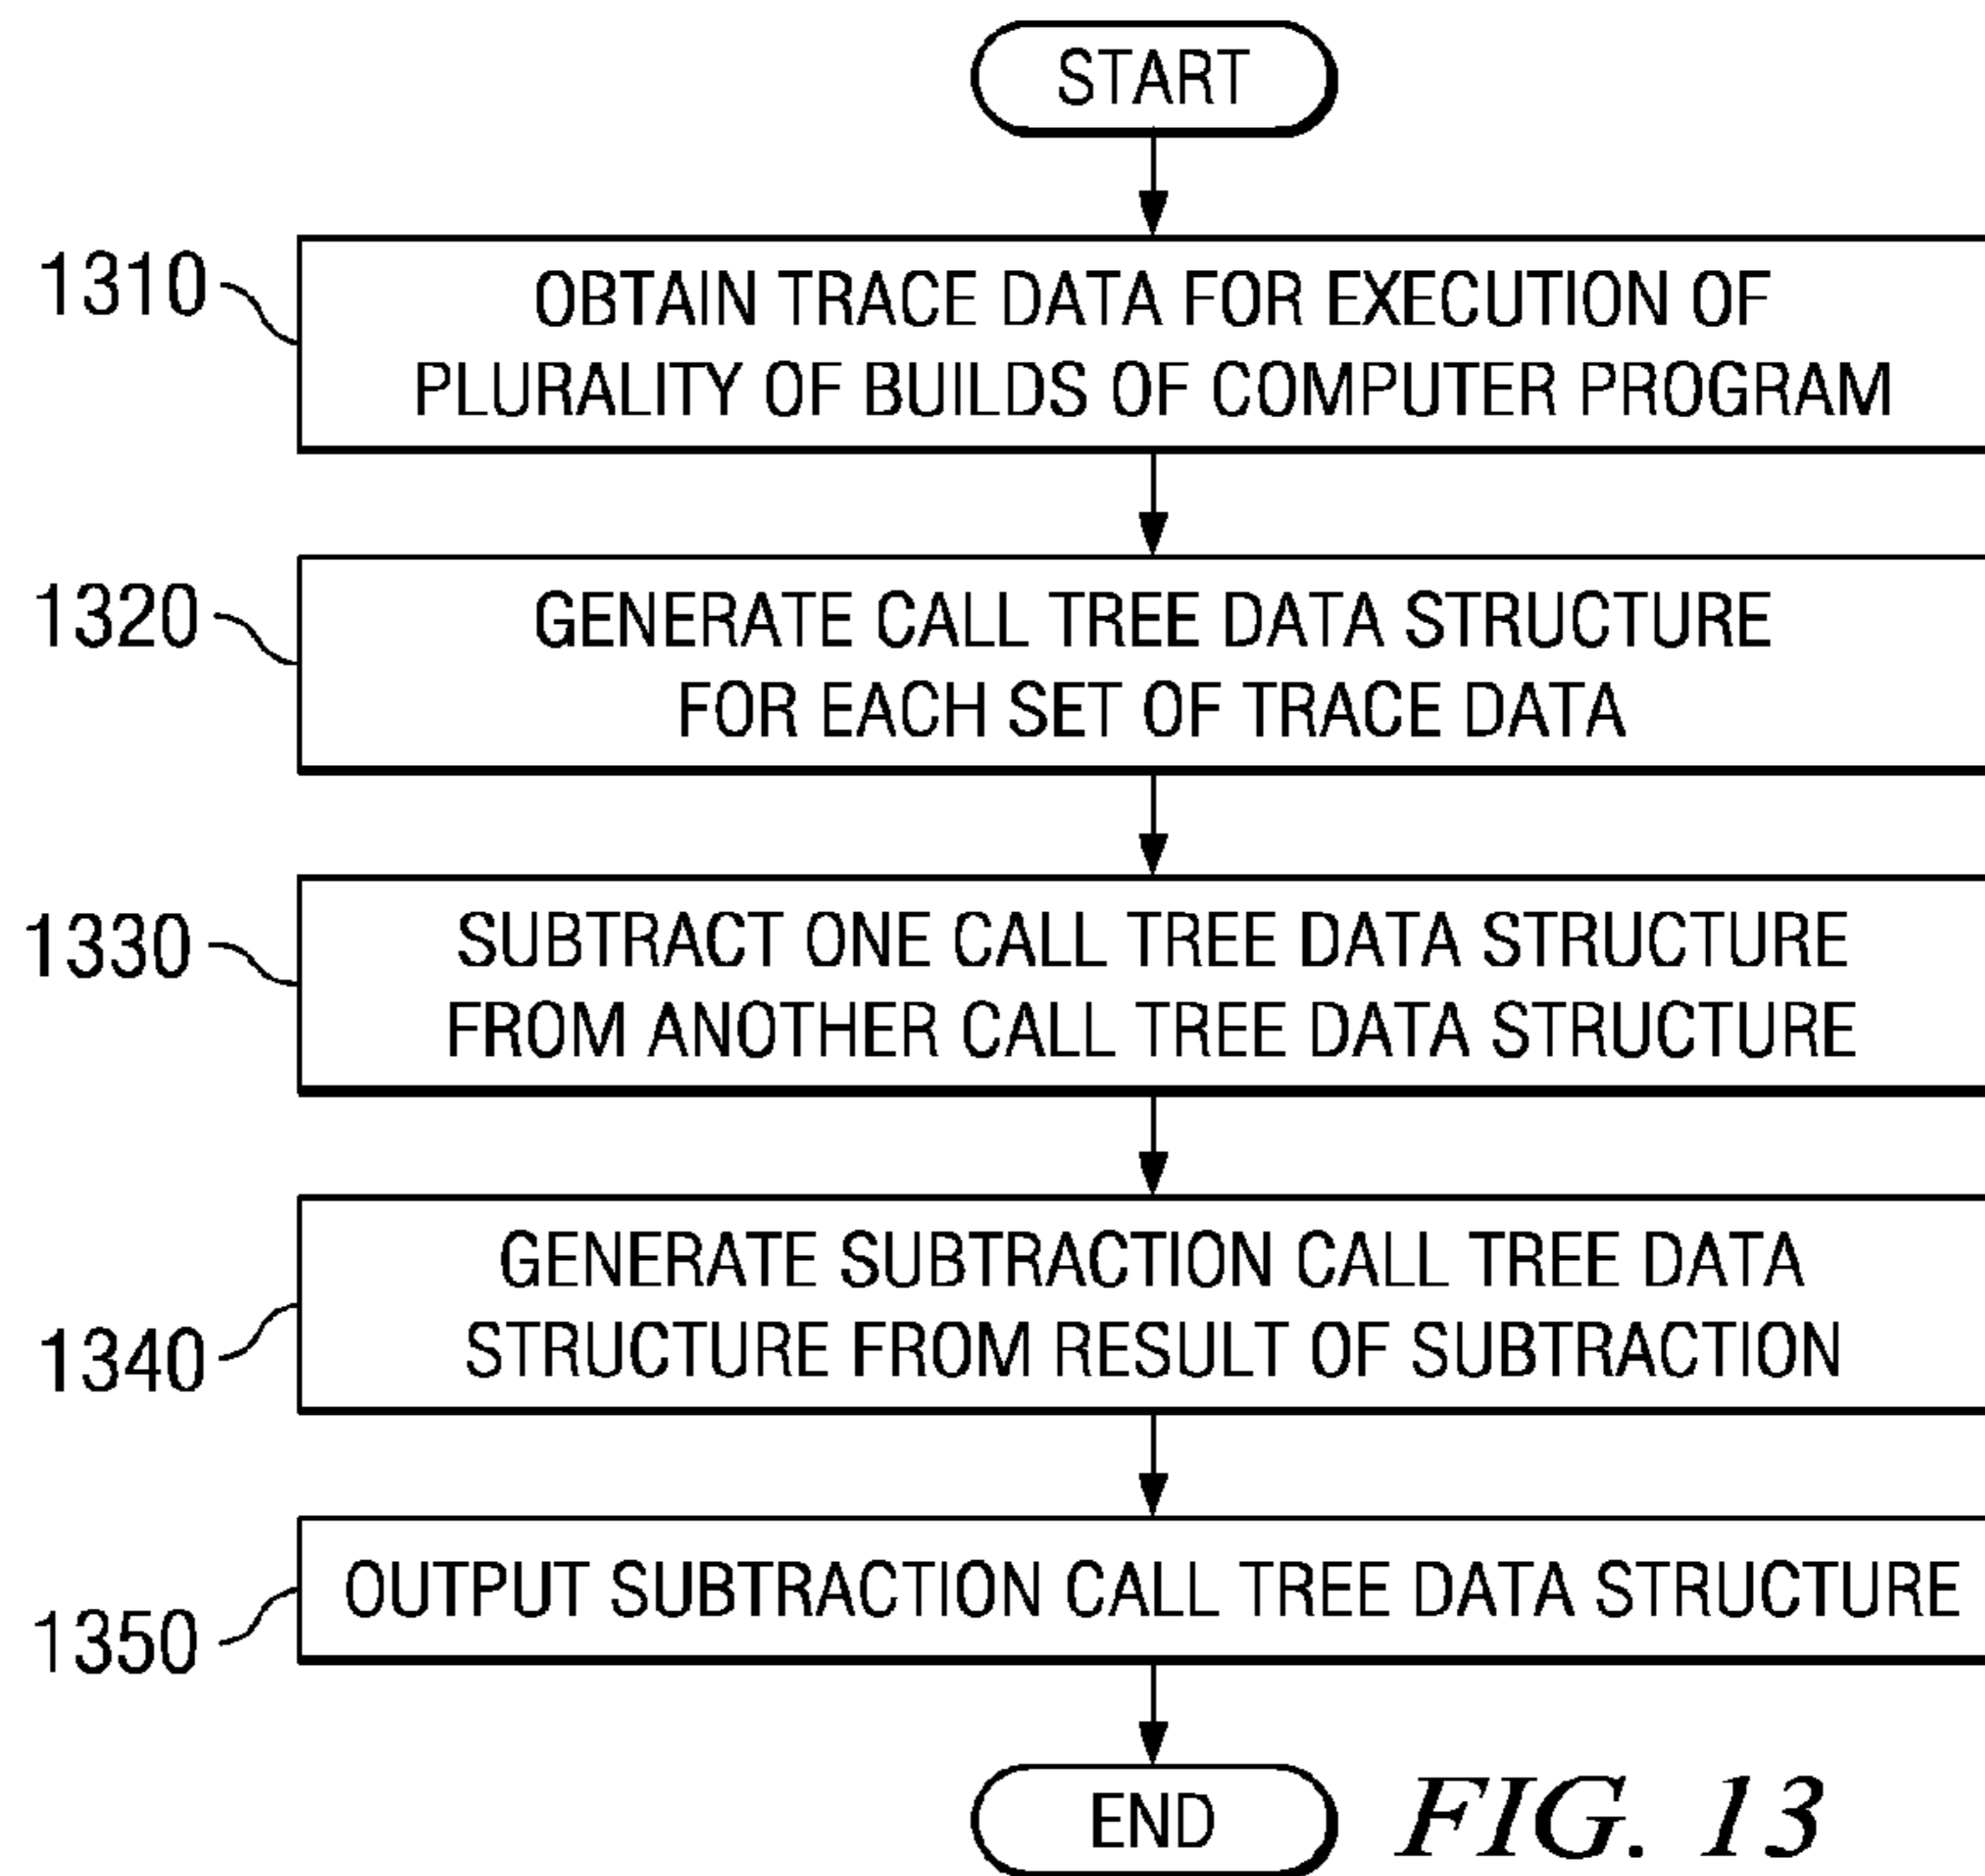 START
1310
OBTAIN TRACE DATA FOR EXECUTION OF
PLURALITY OF BUILDS OF COMPUTER PROGRAM
1320
GENERATE CALL TREE DATA STRUCTURE
FOR EACH SET OF TRACE DATA
1330
SUBTRACT ONE CALL TREE DATA STRUCTURE
FROM ANOTHER CALL TREE DATA STRUCTURE
1340
GENERATE SUBTRACTION CALL TREE DATA
STRUCTURE FROM RESULT OF SUBTRACTION
1350
OUTPUT SUBTRACTION CALL TREE DATA STRUCTURE
END
FIG. 13